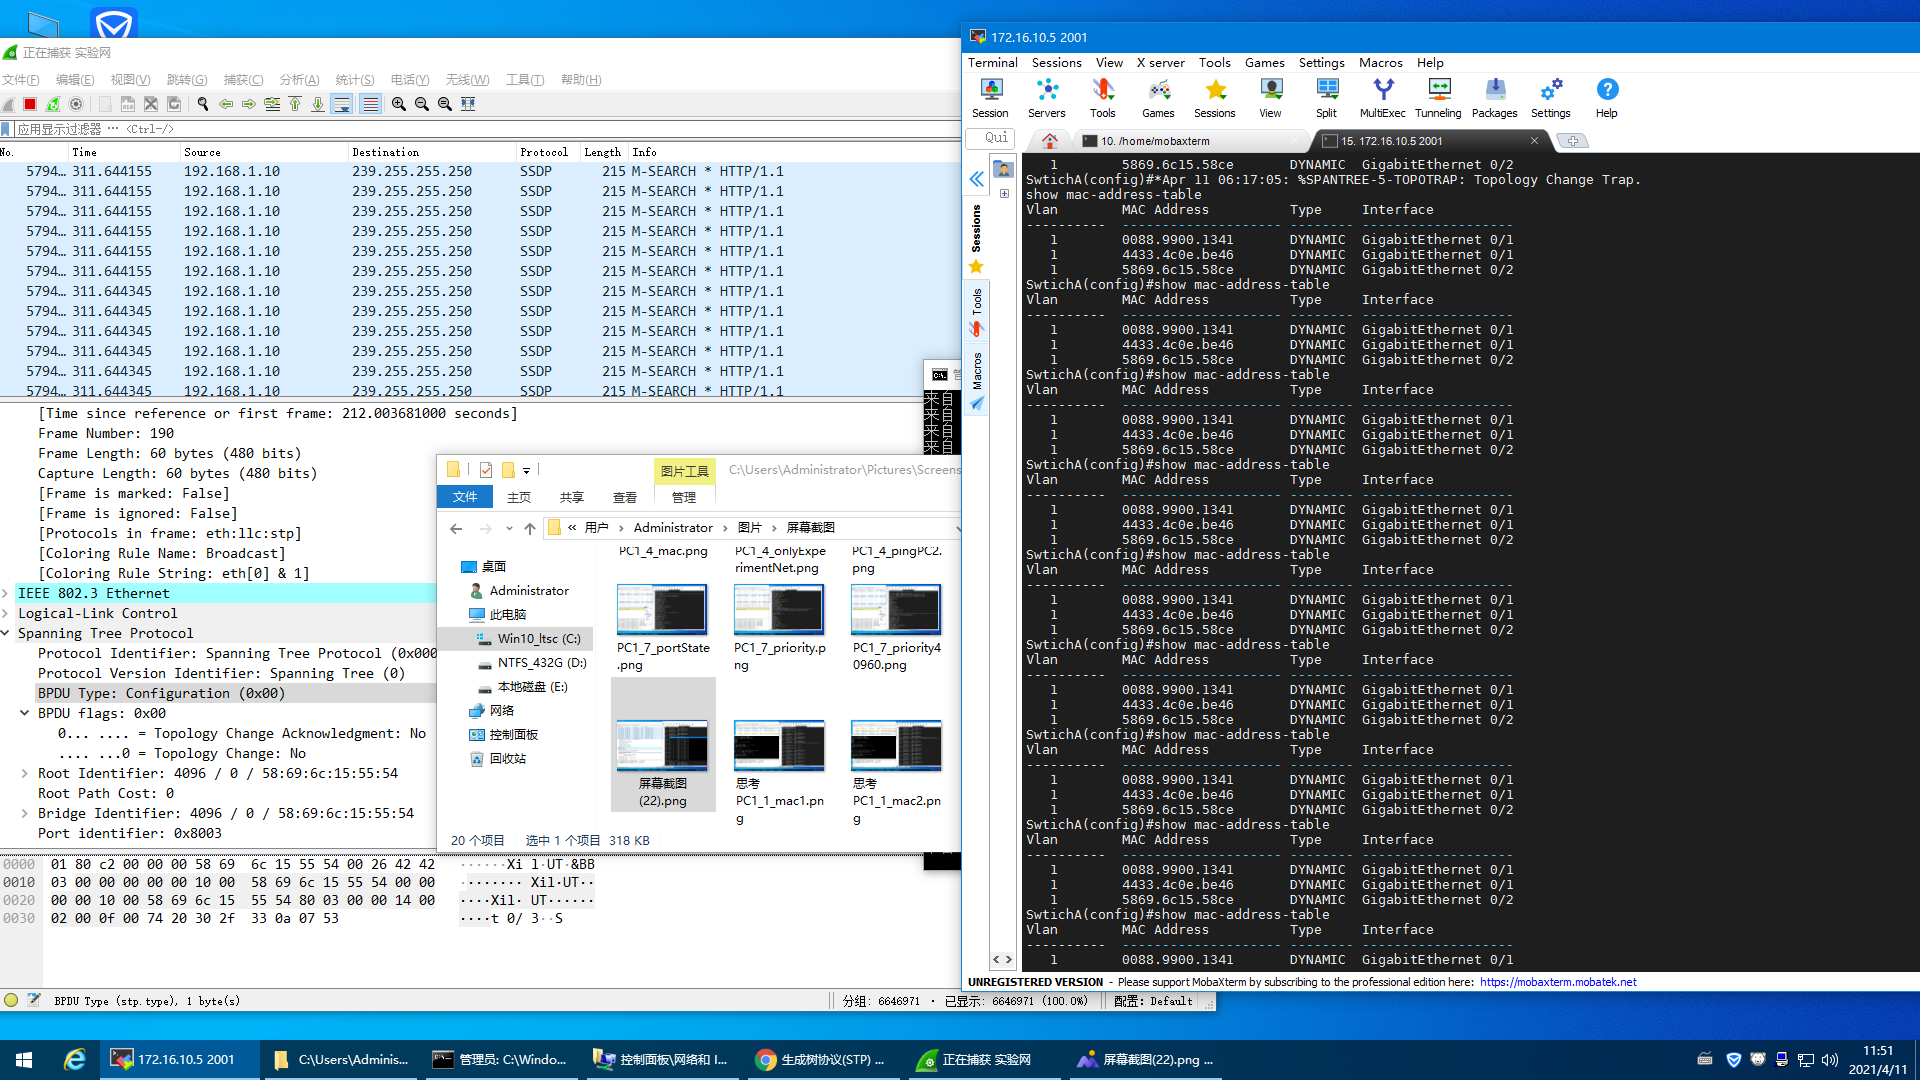 正在捕获 实验网
文件(F) 编辑(E) 视图(V) 跳转(G) 捕获(C) 分析(A) 统计(S) 电话(Y) 无线(W) 工具(T) 帮助(H)
应用显示过滤器 … <Ctrl-/>
No. Time Source Destination Protocol Length Info
5794… 311.644155 192.168.1.10 239.255.255.250 SSDP 215 M-SEARCH * HTTP/1.1
5794… 311.644155 192.168.1.10 239.255.255.250 SSDP 215 M-SEARCH * HTTP/1.1
5794… 311.644155 192.168.1.10 239.255.255.250 SSDP 215 M-SEARCH * HTTP/1.1
5794… 311.644155 192.168.1.10 239.255.255.250 SSDP 215 M-SEARCH * HTTP/1.1
5794… 311.644155 192.168.1.10 239.255.255.250 SSDP 215 M-SEARCH * HTTP/1.1
5794… 311.644155 192.168.1.10 239.255.255.250 SSDP 215 M-SEARCH * HTTP/1.1
5794… 311.644345 192.168.1.10 239.255.255.250 SSDP 215 M-SEARCH * HTTP/1.1
5794… 311.644345 192.168.1.10 239.255.255.250 SSDP 215 M-SEARCH * HTTP/1.1
5794… 311.644345 192.168.1.10 239.255.255.250 SSDP 215 M-SEARCH * HTTP/1.1
5794… 311.644345 192.168.1.10 239.255.255.250 SSDP 215 M-SEARCH * HTTP/1.1
5794… 311.644345 192.168.1.10 239.255.255.250 SSDP 215 M-SEARCH * HTTP/1.1
5794… 311.644345 192.168.1.10 239.255.255.250 SSDP 215 M-SEARCH * HTTP/1.1
[Time since reference or first frame: 212.003681000 seconds]
Frame Number: 190
Frame Length: 60 bytes (480 bits)
Capture Length: 60 bytes (480 bits)
[Frame is marked: False]
[Frame is ignored: False]
[Protocols in frame: eth:llc:stp]
[Coloring Rule Name: Broadcast]
[Coloring Rule String: eth[0] & 1]
IEEE 802.3 Ethernet
Logical-Link Control
Spanning Tree Protocol
Protocol Identifier: Spanning Tree Protocol (0x000
Protocol Version Identifier: Spanning Tree (0)
BPDU Type: Configuration (0x00)
BPDU flags: 0x00
0... .... = Topology Change Acknowledgment: No
.... ...0 = Topology Change: No
Root Identifier: 4096 / 0 / 58:69:6c:15:55:54
Root Path Cost: 0
Bridge Identifier: 4096 / 0 / 58:69:6c:15:55:54
Port identifier: 0x8003
0000 01 80 c2 00 00 00 58 69 6c 15 55 54 00 26 42 42 ······Xi l·UT·&BB
0010 03 00 00 00 00 00 10 00 58 69 6c 15 55 54 00 00 ········ Xil·UT··
0020 00 00 10 00 58 69 6c 15 55 54 80 03 00 00 14 00 ····Xil· UT······
0030 02 00 0f 00 74 20 30 2f 33 0a 07 53 ····t 0/ 3··S
BPDU Type (stp.type), 1 byte(s)
分组: 6646971 · 已显示: 6646971 (100.0%)
配置: Default
来自
来自
来自
来自
图片工具
C:\Users\Administrator\Pictures\Screens
文件 主页 共享 查看 管理
« 用户 › Administrator › 图片 › 屏幕截图
桌面
Administrator
此电脑
Win10_ltsc (C:)
NTFS_432G (D:)
本地磁盘 (E:)
网络
控制面板
回收站
PC1_4_mac.png
PC1_4_onlyExperimentNet.png
PC1_4_pingPC2.png
PC1_7_portState.png
PC1_7_priority.png
PC1_7_priority40960.png
屏幕截图(22).png
思考PC1_1_mac1.png
思考PC1_1_mac2.png
20 个项目 选中 1 个项目 318 KB
172.16.10.5 2001
Terminal Sessions View X server Tools Games Settings Macros Help
Session Servers Tools Games Sessions View Split MultiExec Tunneling Packages Settings Help
Qui
10. /home/mobaxterm
15. 172.16.10.5 2001
Sessions
Tools
Macros
1 5869.6c15.58ce DYNAMIC GigabitEthernet 0/2
SwtichA(config)#*Apr 11 06:17:05: %SPANTREE-5-TOPOTRAP: Topology Change Trap.
show mac-address-table
Vlan MAC Address Type Interface
---------- -------------------- -------- -------------------
1 0088.9900.1341 DYNAMIC GigabitEthernet 0/1
1 4433.4c0e.be46 DYNAMIC GigabitEthernet 0/1
1 5869.6c15.58ce DYNAMIC GigabitEthernet 0/2
SwtichA(config)#show mac-address-table
Vlan MAC Address Type Interface
---------- -------------------- -------- -------------------
1 0088.9900.1341 DYNAMIC GigabitEthernet 0/1
1 4433.4c0e.be46 DYNAMIC GigabitEthernet 0/1
1 5869.6c15.58ce DYNAMIC GigabitEthernet 0/2
SwtichA(config)#show mac-address-table
Vlan MAC Address Type Interface
---------- -------------------- -------- -------------------
1 0088.9900.1341 DYNAMIC GigabitEthernet 0/1
1 4433.4c0e.be46 DYNAMIC GigabitEthernet 0/1
1 5869.6c15.58ce DYNAMIC GigabitEthernet 0/2
SwtichA(config)#show mac-address-table
Vlan MAC Address Type Interface
---------- -------------------- -------- -------------------
1 0088.9900.1341 DYNAMIC GigabitEthernet 0/1
1 4433.4c0e.be46 DYNAMIC GigabitEthernet 0/1
1 5869.6c15.58ce DYNAMIC GigabitEthernet 0/2
SwtichA(config)#show mac-address-table
Vlan MAC Address Type Interface
---------- -------------------- -------- -------------------
1 0088.9900.1341 DYNAMIC GigabitEthernet 0/1
1 4433.4c0e.be46 DYNAMIC GigabitEthernet 0/1
1 5869.6c15.58ce DYNAMIC GigabitEthernet 0/2
SwtichA(config)#show mac-address-table
Vlan MAC Address Type Interface
---------- -------------------- -------- -------------------
1 0088.9900.1341 DYNAMIC GigabitEthernet 0/1
1 4433.4c0e.be46 DYNAMIC GigabitEthernet 0/1
1 5869.6c15.58ce DYNAMIC GigabitEthernet 0/2
SwtichA(config)#show mac-address-table
Vlan MAC Address Type Interface
---------- -------------------- -------- -------------------
1 0088.9900.1341 DYNAMIC GigabitEthernet 0/1
1 4433.4c0e.be46 DYNAMIC GigabitEthernet 0/1
1 5869.6c15.58ce DYNAMIC GigabitEthernet 0/2
SwtichA(config)#show mac-address-table
Vlan MAC Address Type Interface
---------- -------------------- -------- -------------------
1 0088.9900.1341 DYNAMIC GigabitEthernet 0/1
1 4433.4c0e.be46 DYNAMIC GigabitEthernet 0/1
1 5869.6c15.58ce DYNAMIC GigabitEthernet 0/2
SwtichA(config)#show mac-address-table
Vlan MAC Address Type Interface
---------- -------------------- -------- -------------------
1 0088.9900.1341 DYNAMIC GigabitEthernet 0/1
UNREGISTERED VERSION - Please support MobaXterm by subscribing to the professional edition here: https://mobaxterm.mobatek.net
172.16.10.5 2001
C:\Users\Adminis...
管理员: C:\Windo...
控制面板\网络和 I...
生成树协议(STP) ...
正在捕获 实验网
屏幕截图(22).png ...
11:51
2021/4/11